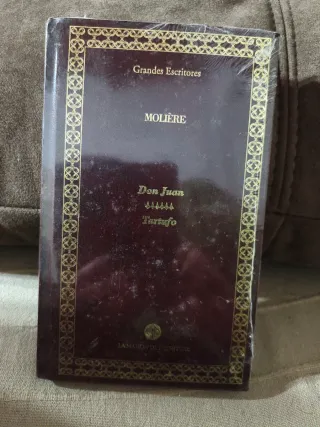 Grandes Escritores
MOLIÈRE
Don Juan
Tartufo